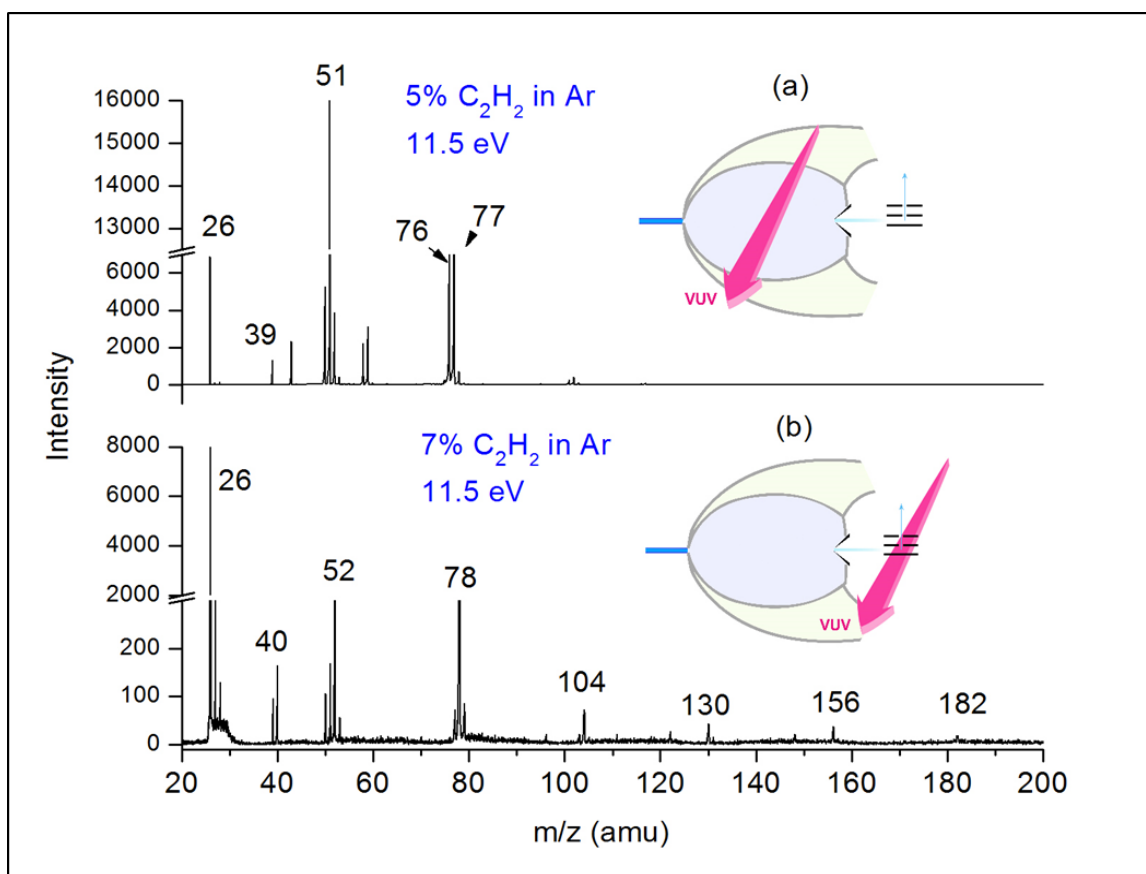 (a)
51
5% C₂H₂ in Ar
11.5 eV
16000
15000
14000
13000
6000
4000
2000
0
26
39
76
77
VUV
Intensity
(b)
7% C₂H₂ in Ar
11.5 eV
8000
6000
4000
2000
200
100
0
26
40
52
78
104
130
156
182
VUV
20 40 60 80 100 120 140 160 180 200
m/z (amu)